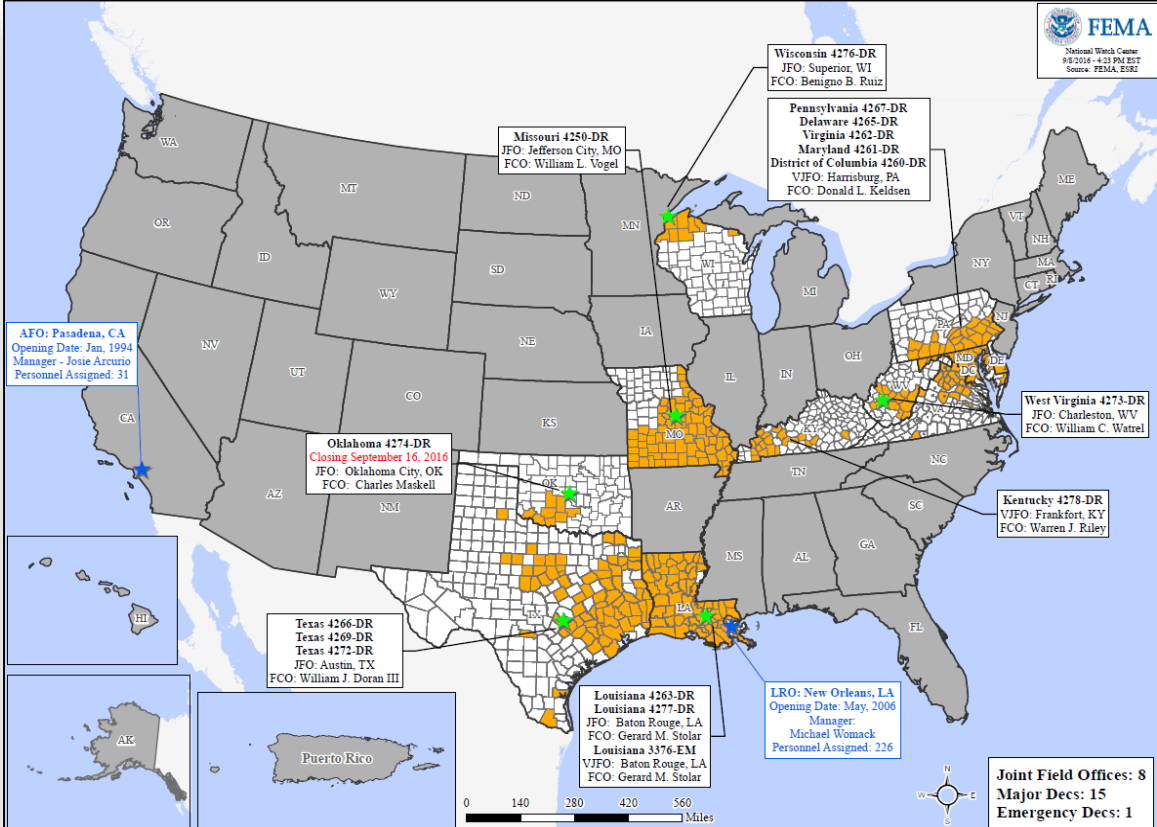 FEMA
National Watch Center
9/8/2016 - 4:23 PM EST
Source: FEMA, ESRI
Wisconsin 4276-DR
JFO: Superior, WI
FCO: Benigno B. Ruiz
Pennsylvania 4267-DR
Delaware 4265-DR
Virginia 4262-DR
Maryland 4261-DR
District of Columbia 4260-DR
VJFO: Harrisburg, PA
FCO: Donald L. Keldsen
Missouri 4250-DR
JFO: Jefferson City, MO
FCO: William L. Vogel
WA
MT
ND
MN
ME
OR
ID
SD
WI
VT
NH
NY
MA
CT
RI
WY
MI
AFO: Pasadena, CA
Opening Date: Jan, 1994
Manager - Josie Arcurio
Personnel Assigned: 31
NV
UT
NE
IA
PA
NJ
CO
IL
IN
OH
MD
DE
DC
WV
VA
CA
KS
MO
KY
West Virginia 4273-DR
JFO: Charleston, WV
FCO: William C. Watrel
Oklahoma 4274-DR
Closing September 16, 2016
JFO: Oklahoma City, OK
FCO: Charles Maskell
AZ
NM
OK
AR
TN
NC
SC
Kentucky 4278-DR
VJFO: Frankfort, KY
FCO: Warren J. Riley
MS
AL
GA
TX
LA
FL
HI
Texas 4266-DR
Texas 4269-DR
Texas 4272-DR
JFO: Austin, TX
FCO: William J. Doran III
Louisiana 4263-DR
Louisiana 4277-DR
JFO: Baton Rouge, LA
FCO: Gerard M. Stolar
Louisiana 3376-EM
VJFO: Baton Rouge, LA
FCO: Gerard M. Stolar
LRO: New Orleans, LA
Opening Date: May, 2006
Manager:
Michael Womack
Personnel Assigned: 226
AK
Puerto Rico
0 140 280 420 560
Miles
N
W E
S
Joint Field Offices: 8
Major Decs: 15
Emergency Decs: 1